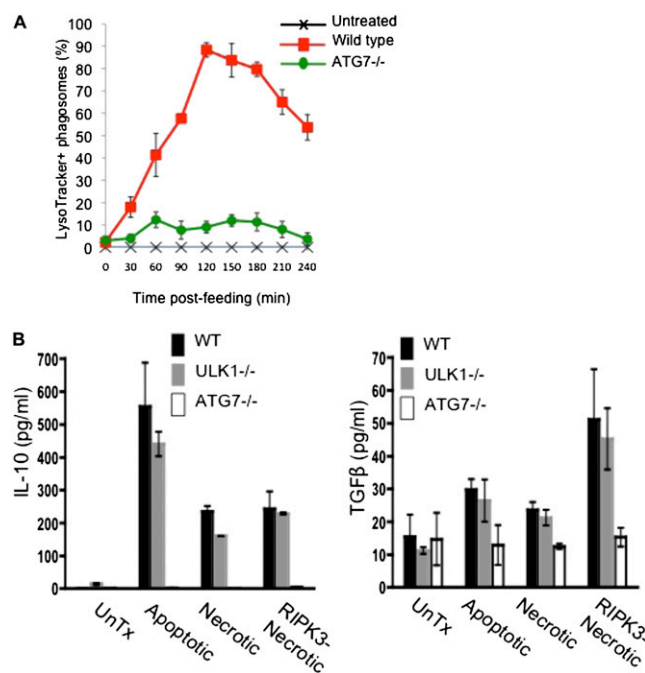 A
Untreated
Wild type
ATG7-/-
LysoTracker+ phagosomes (%)
100
90
80
70
60
50
40
30
20
10
0
0 30 60 90 120 150 180 210 240
Time post-feeding (min)
B
WT
ULK1-/-
ATG7-/-
IL-10 (pg/ml)
700
600
500
400
300
200
100
0
UnTx
Apoptotic
Necrotic
RIPK3-
Necrotic
WT
ULK1-/-
ATG7-/-
TGFβ (pg/ml)
70
60
50
40
30
20
10
0
UnTx
Apoptotic
Necrotic
RIPK3-
Necrotic